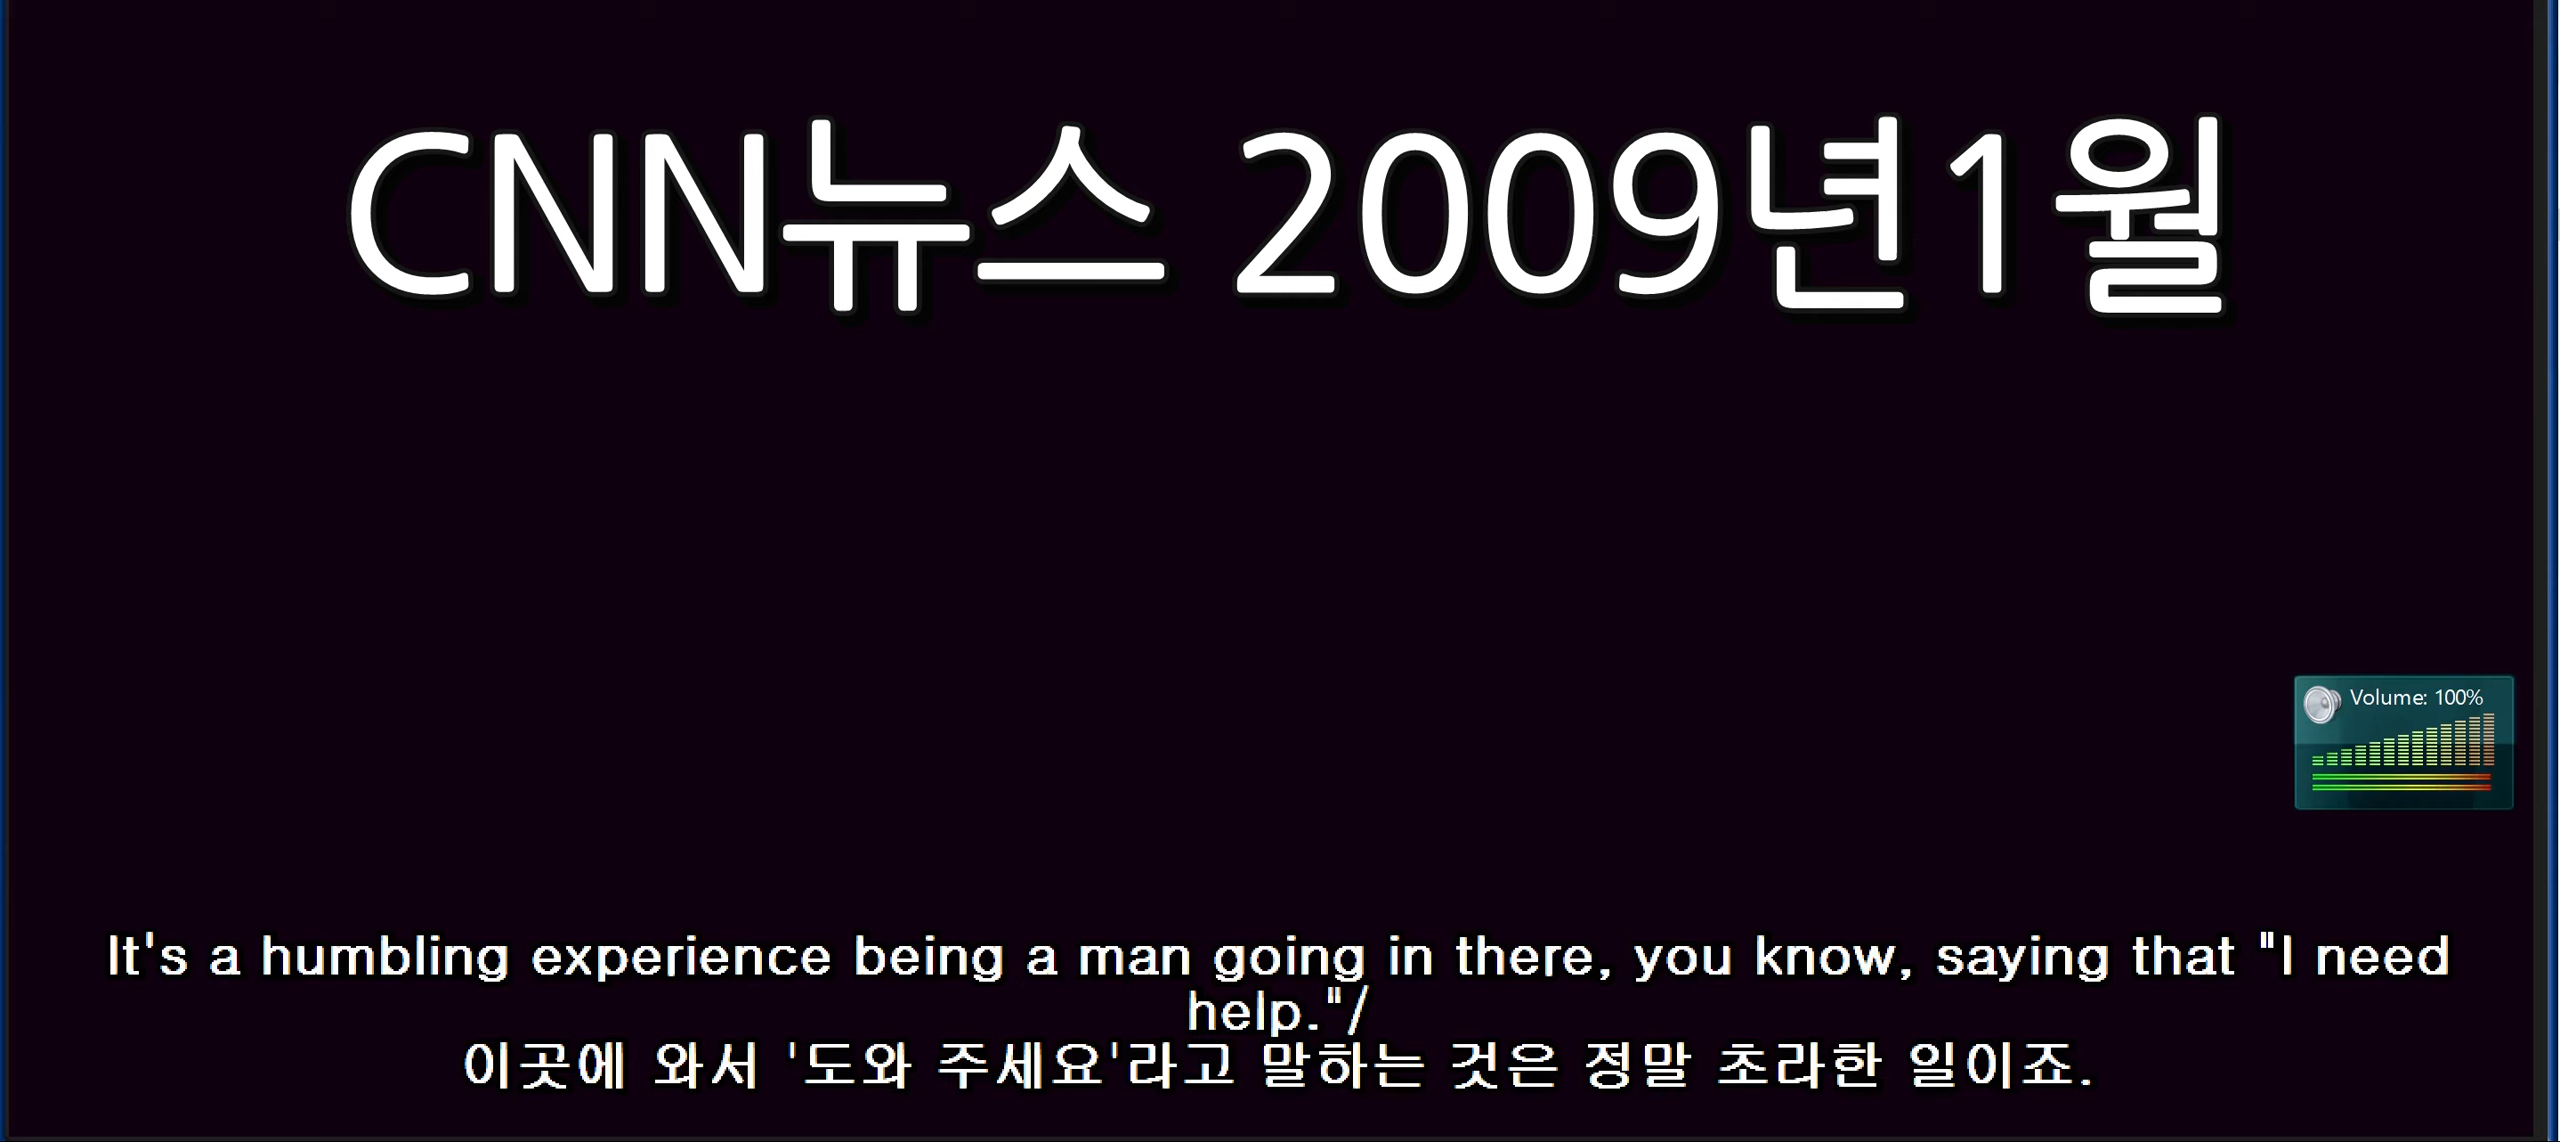 CNN뉴스 2009년1월
Volume: 100%
It's a humbling experience being a man going in there, you know, saying that "I need
help."/
이곳에 와서 '도와 주세요'라고 말하는 것은 정말 초라한 일이죠.